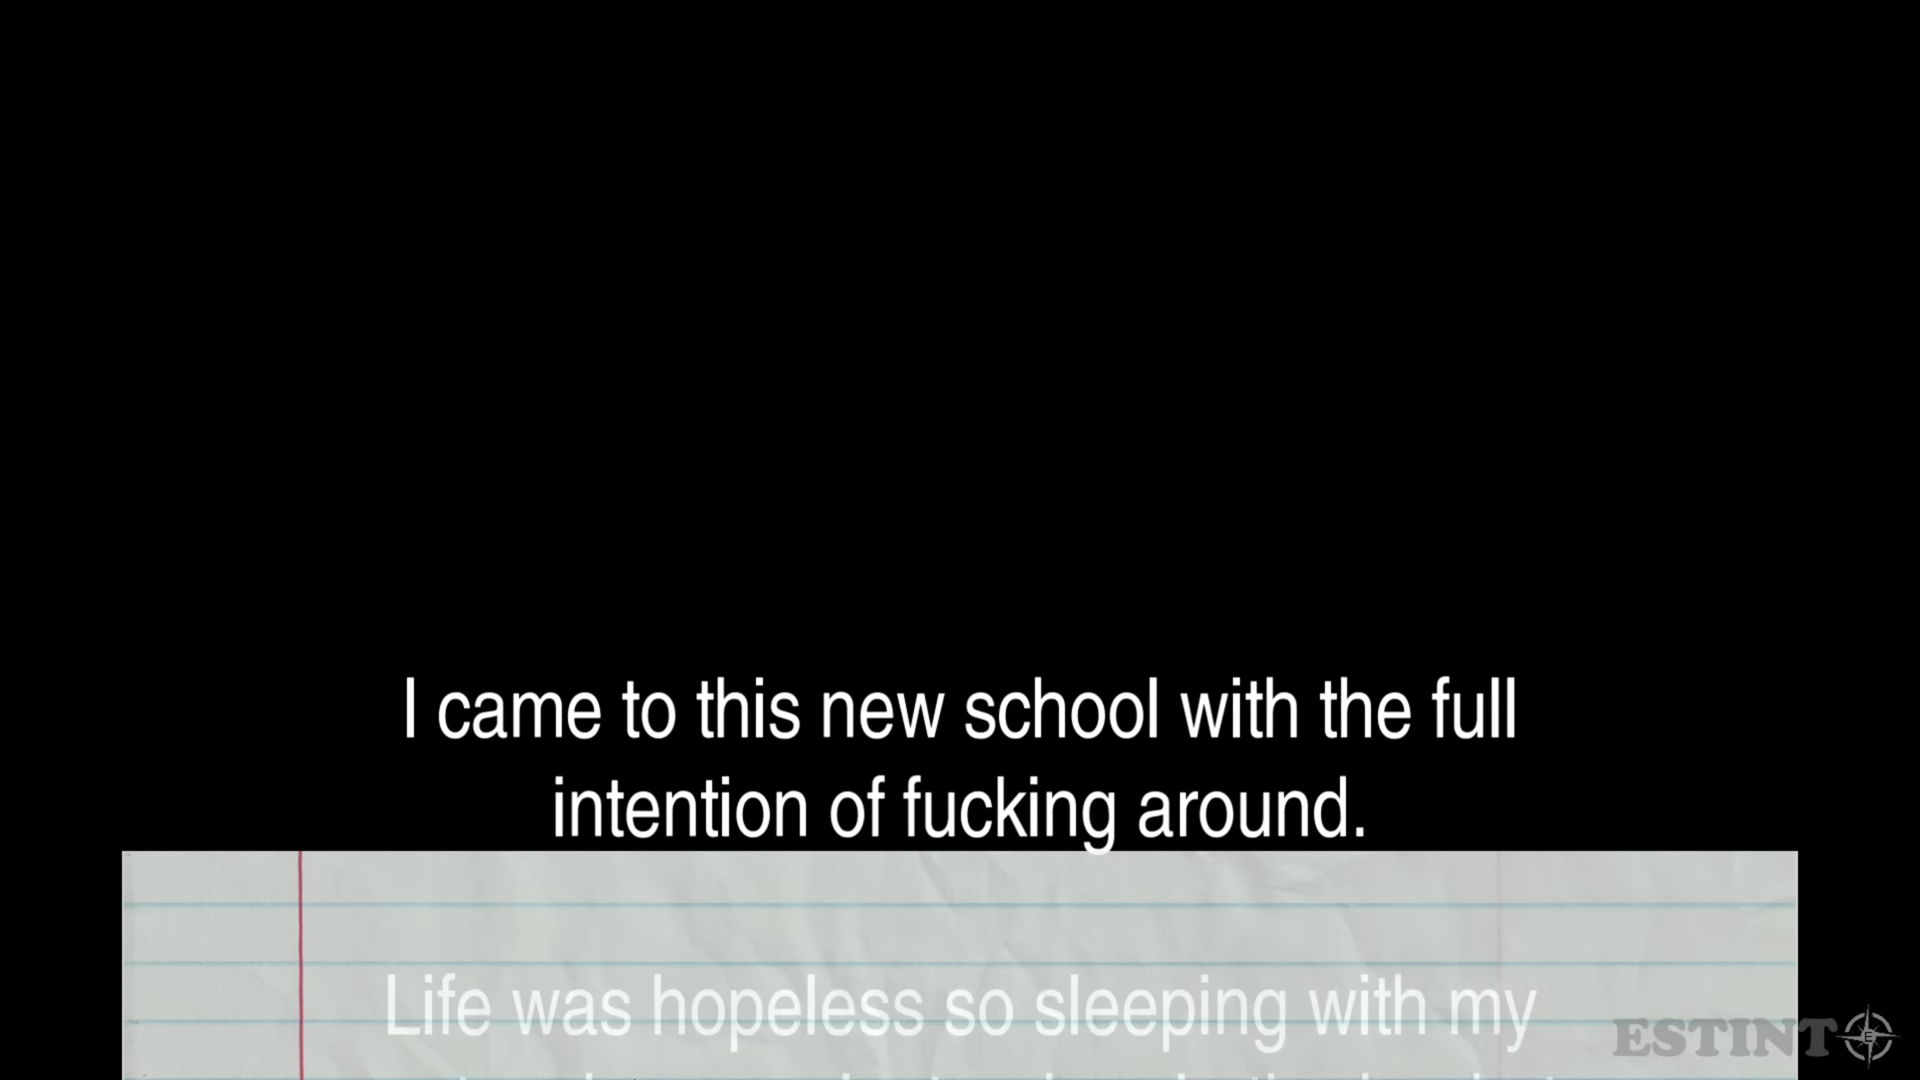 I came to this new school with the full
intention of fucking around.
Life was hopeless so sleeping with my
ESTINT